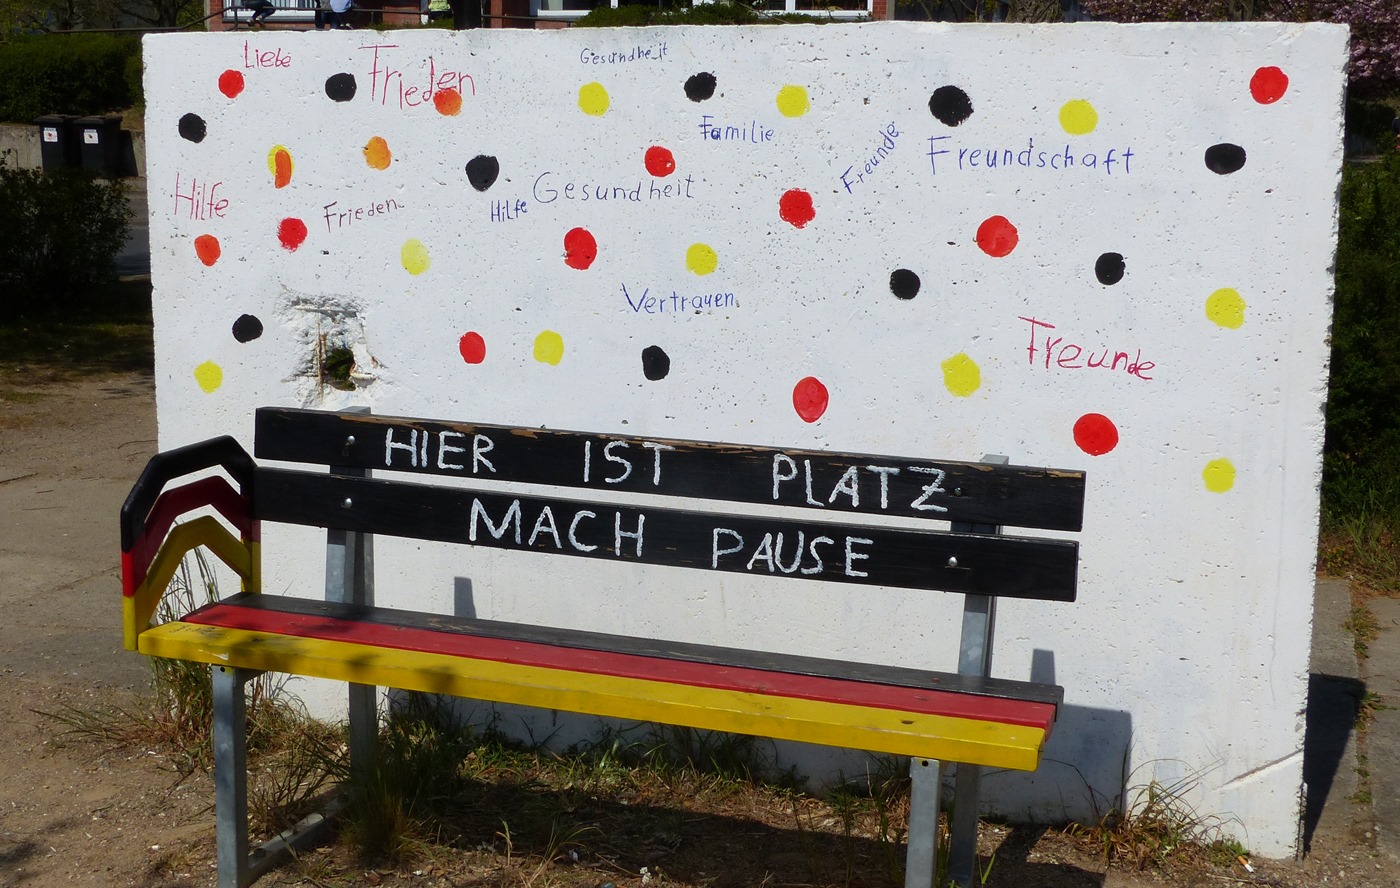 Liebe
Frieden
Gesundheit
Familie
Freunde
Freundschaft
Hilfe
Frieden
Hilfe
Gesundheit
Vertrauen
Freunde
HIER IST PLATZ
MACH PAUSE